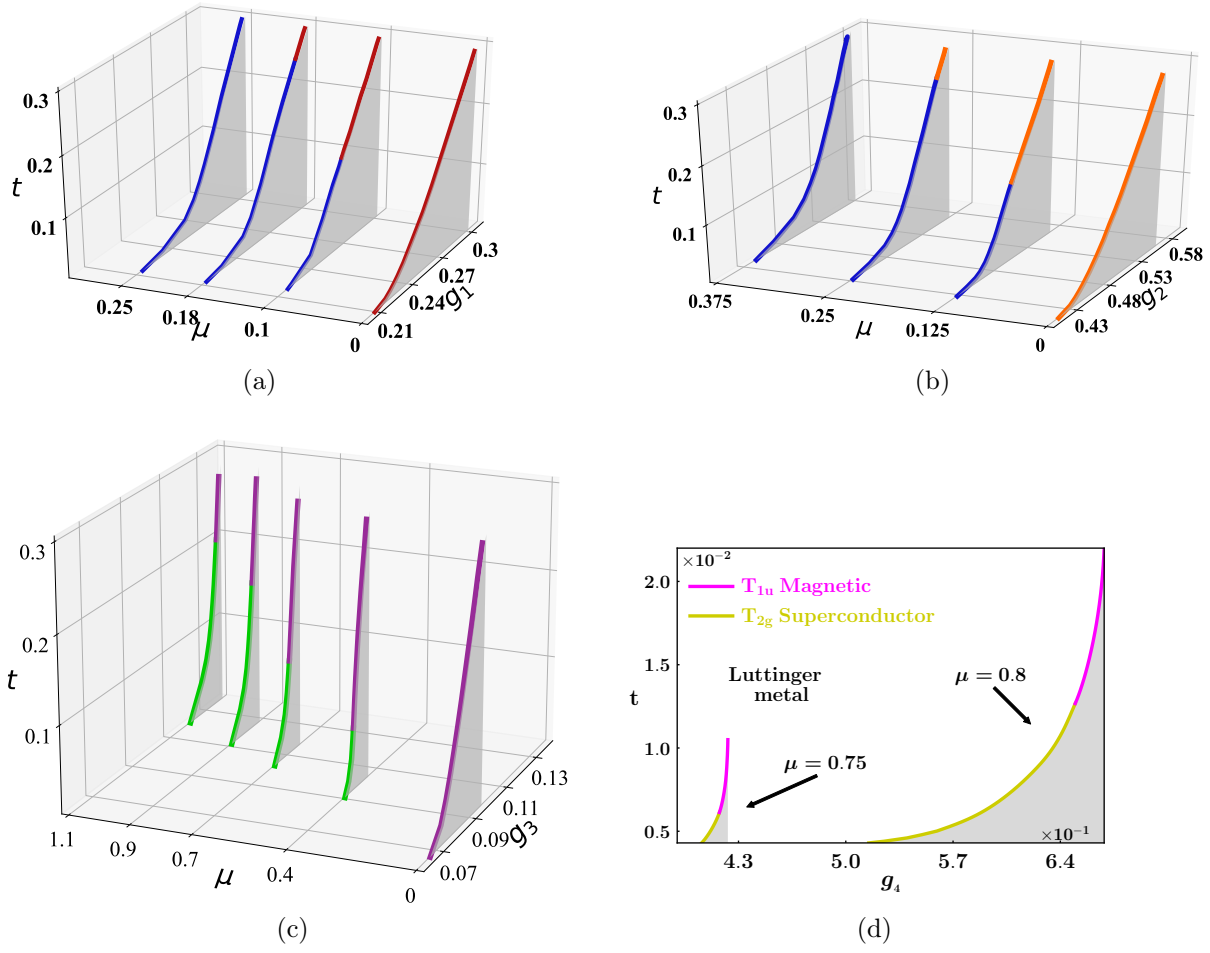 0.3
0.2
0.1
t
0.25
0.18
0.1
0
μ
0.21
0.24
0.27
0.3
g1
(a)
0.3
0.2
0.1
t
0.375
0.25
0.125
0
μ
0.43
0.48
0.53
0.58
g2
(b)
0.3
0.2
0.1
t
1.1
0.9
0.7
0.4
0
μ
0.07
0.09
0.11
0.13
g3
(c)
×10⁻²
2.0
T1u Magnetic
T2g Superconductor
1.5
Luttinger
metal
μ = 0.8
t
1.0
μ = 0.75
0.5
×10⁻¹
4.3 5.0 5.7 6.4
g4
(d)